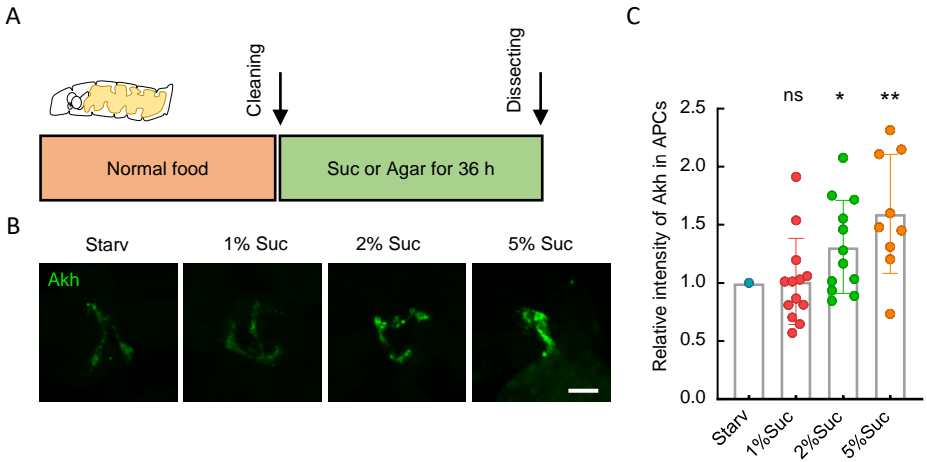 A
Cleaning
Dissecting
Normal food
Suc or Agar for 36 h
B
Starv
1% Suc
2% Suc
5% Suc
Akh
C
Relative intensity of Akh in APCs
ns
*
**
2.5
2.0
1.5
1.0
0.5
0.0
Starv
1%Suc
2%Suc
5%Suc